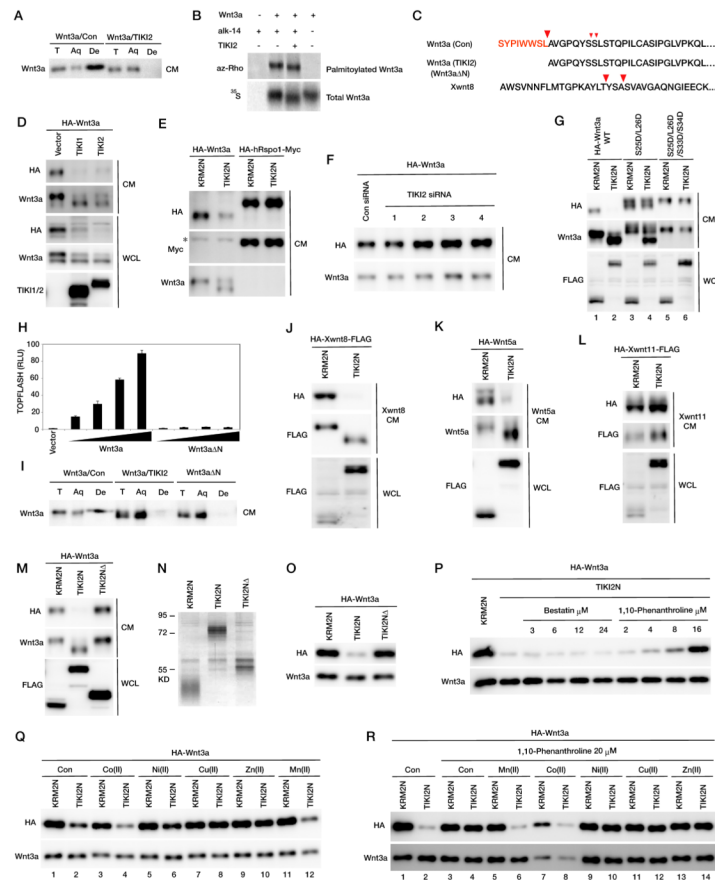 A
Wnt3a/Con Wnt3a/TIKI2
T Aq De T Aq De
Wnt3a CM
B
Wnt3a - + + +
alk-14 + + + -
TIKI2 - - + -
az-Rho Palmitoylated Wnt3a
35S Total Wnt3a
C
Wnt3a (Con) SYPIWWSLAVGPQYSSLSTQPILCASIPGLVPKQL...
Wnt3a (TIKI2) AVGPQYSSLSTQPILCASIPGLVPKQL...
(Wnt3a∆N)
Xwnt8 AWSVNNFLMTGPKAYLTYSASVAVGAQNGIEECK...
D
HA-Wnt3a
Vector TIKI1 TIKI2
HA
Wnt3a CM
HA
Wnt3a WCL
TIKI1/2
E
HA-Wnt3a HA-hRspo1-Myc
KRM2N TIKI2N KRM2N TIKI2N
HA
* Myc CM
Wnt3a
F
HA-Wnt3a
Con siRNA TIKI2 siRNA
1 2 3 4
HA
Wnt3a CM
G
HA-Wnt3a WT S25D/L26D S25D/L26D/S33D/S34D
KRM2N TIKI2N KRM2N TIKI2N KRM2N TIKI2N
HA
Wnt3a CM
FLAG WC
1 2 3 4 5 6
H
TOPFLASH (RLU)
100
80
60
40
20
0
Vector Wnt3a Wnt3a∆N
I
Wnt3a/Con Wnt3a/TIKI2 Wnt3a∆N
T Aq De T Aq De T Aq De
Wnt3a CM
J
HA-Xwnt8-FLAG
KRM2N TIKI2N
HA
FLAG Xwnt8 CM
FLAG WCL
K
HA-Wnt5a
KRM2N TIKI2N
HA
Wnt5a Wnt5a CM
FLAG WCL
L
HA-Xwnt11-FLAG
KRM2N TIKI2N
HA
FLAG Xwnt11 CM
FLAG WCL
M
HA-Wnt3a
KRM2N TIKI2N TIKI2N∆
HA
Wnt3a CM
FLAG WCL
N
KRM2N TIKI2N TIKI2N∆
95
72
55
KD
O
HA-Wnt3a
KRM2N TIKI2N TIKI2N∆
HA
Wnt3a
P
HA-Wnt3a
KRM2N TIKI2N
Bestatin µM 1,10-Phenanthroline µM
3 6 12 24 2 4 8 16
HA
Wnt3a
Q
HA-Wnt3a
Con Co(II) Ni(II) Cu(II) Zn(II) Mn(II)
KRM2N TIKI2N KRM2N TIKI2N KRM2N TIKI2N KRM2N TIKI2N KRM2N TIKI2N KRM2N TIKI2N
HA
Wnt3a
1 2 3 4 5 6 7 8 9 10 11 12
R
HA-Wnt3a
1,10-Phenanthroline 20 µM
Con Con Mn(II) Co(II) Ni(II) Cu(II) Zn(II)
KRM2N TIKI2N KRM2N TIKI2N KRM2N TIKI2N KRM2N TIKI2N KRM2N TIKI2N KRM2N TIKI2N KRM2N TIKI2N
HA
Wnt3a
1 2 3 4 5 6 7 8 9 10 11 12 13 14